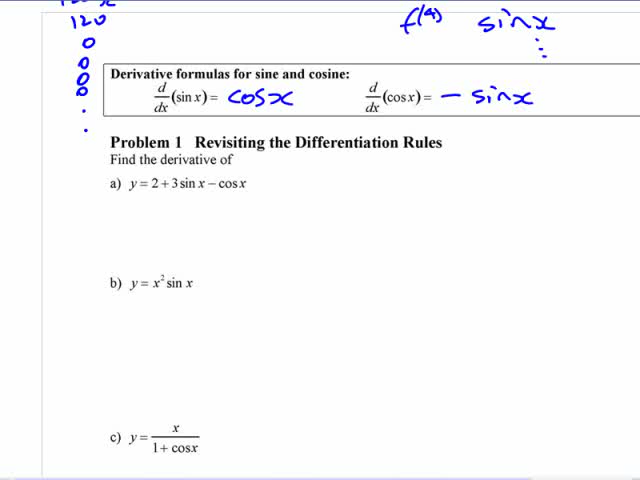 120 f⁽⁴⁾ sin x
0 ⋮
0
0
0
.
.
Derivative formulas for sine and cosine:
d/dx (sin x) = cos x d/dx (cos x) = − sin x
Problem 1 Revisiting the Differentiation Rules
Find the derivative of
a) y = 2 + 3 sin x − cos x
b) y = x² sin x
c) y = x / (1 + cos x)